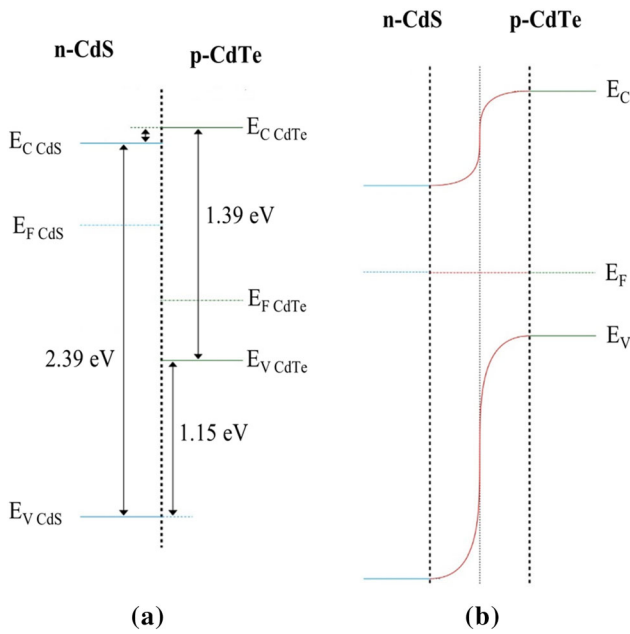 n-CdS
p-CdTe
E_C CdS
E_C CdTe
1.39 eV
E_F CdS
E_F CdTe
2.39 eV
E_V CdTe
1.15 eV
E_V CdS
(a)
n-CdS
p-CdTe
E_C
E_F
E_V
(b)